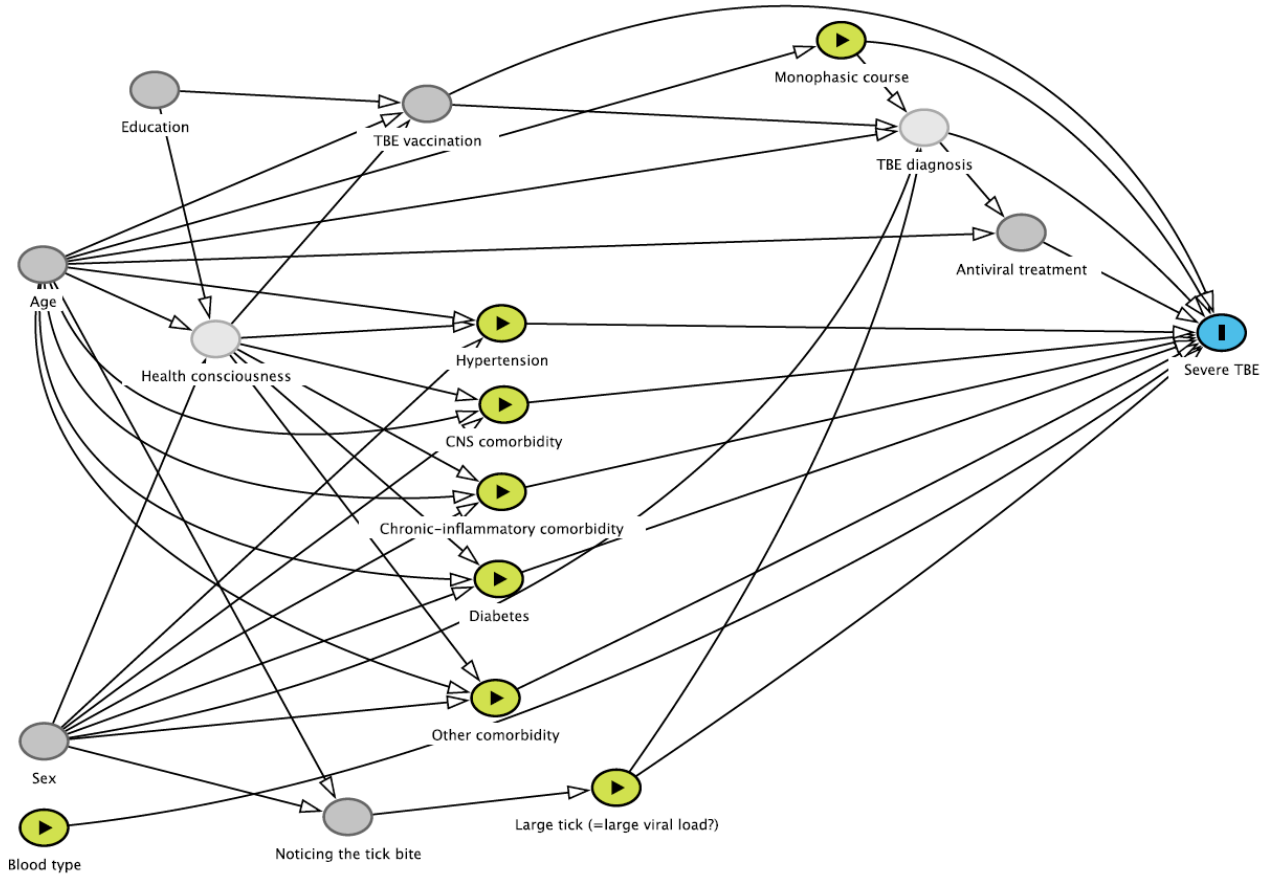 Monophasic course
Education
TBE vaccination
TBE diagnosis
Antiviral treatment
Age
Hypertension
Severe TBE
Health consciousness
CNS comorbidity
Chronic-inflammatory comorbidity
Diabetes
Other comorbidity
Sex
Large tick (=large viral load?)
Noticing the tick bite
Blood type